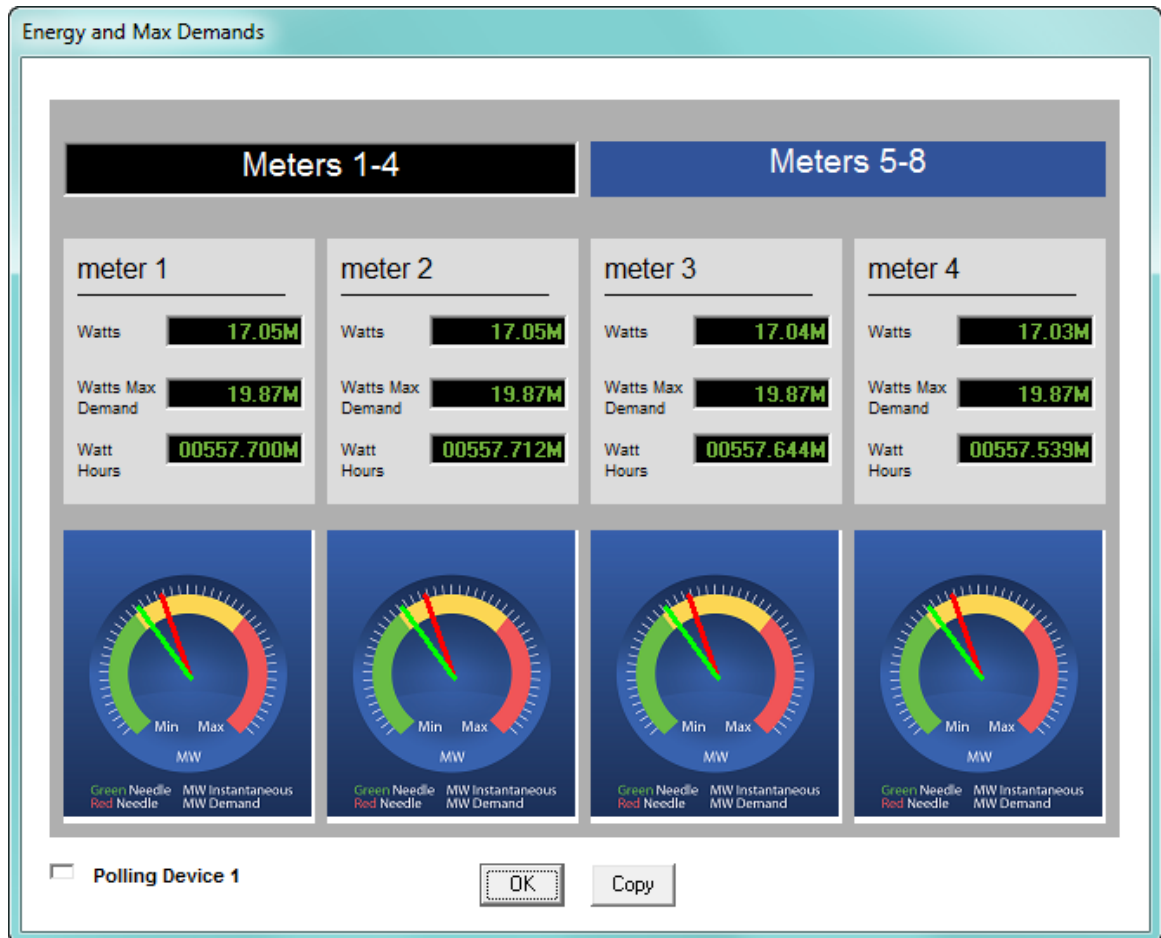 Energy and Max Demands
Meters 1-4
Meters 5-8
meter 1
Watts
17.05M
Watts Max
Demand
19.87M
Watt
Hours
00557.700M
meter 2
Watts
17.05M
Watts Max
Demand
19.87M
Watt
Hours
00557.712M
meter 3
Watts
17.04M
Watts Max
Demand
19.87M
Watt
Hours
00557.644M
meter 4
Watts
17.03M
Watts Max
Demand
19.87M
Watt
Hours
00557.539M
Min Max
MW
Green Needle MW Instantaneous
Red Needle MW Demand
Min Max
MW
Green Needle MW Instantaneous
Red Needle MW Demand
Min Max
MW
Green Needle MW Instantaneous
Red Needle MW Demand
Min Max
MW
Green Needle MW Instantaneous
Red Needle MW Demand
Polling Device 1
OK
Copy